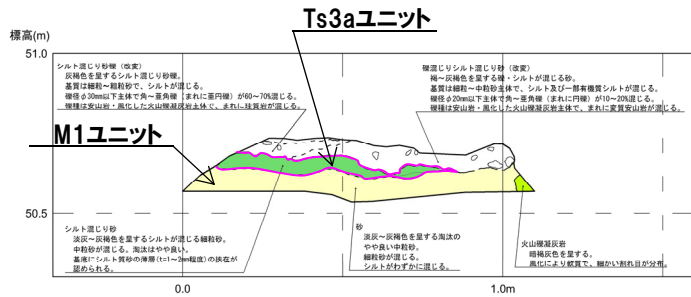 Ts3aユニット
標高(m)
51.0
シルト混じり砂礫（改変）
灰褐色を呈するシルト混じり砂礫。
基質は細粒～粗粒砂で、シルトが混じる。
礫径φ30mm以下主体で角～亜角礫（まれに亜円礫）が60～70%混じる。
礫種は安山岩・風化した火山礫凝灰岩主体で、まれに珪質岩が混じる。
礫混じりシルト混じり砂（改変）
褐～灰褐色を呈する礫・シルトが混じる砂。
基質は細粒～中粒砂主体で、シルト及び一部有機質シルトが混じる。
礫径φ20mm以下主体で角～亜角礫（まれに円礫）が10～20%混じる。
礫種は安山岩・風化した火山礫凝灰岩主体で、まれに変質安山岩が混じる。
M1ユニット
50.5
シルト混じり砂
淡灰～灰褐色を呈するシルトが混じる細粒砂。
中粒砂が混じる。淘汰はやや良い。
基底にシルト質砂の薄層(t=1～2mm程度)の挟在が
認められる。
砂
淡灰～灰褐色を呈する淘汰の
やや良い中粒砂。
細粒砂が混じる。
シルトがわずかに混じる。
火山礫凝灰岩
暗褐灰色を呈する。
風化により軟質で、細かい割れ目が分布。
0.0
1.0m